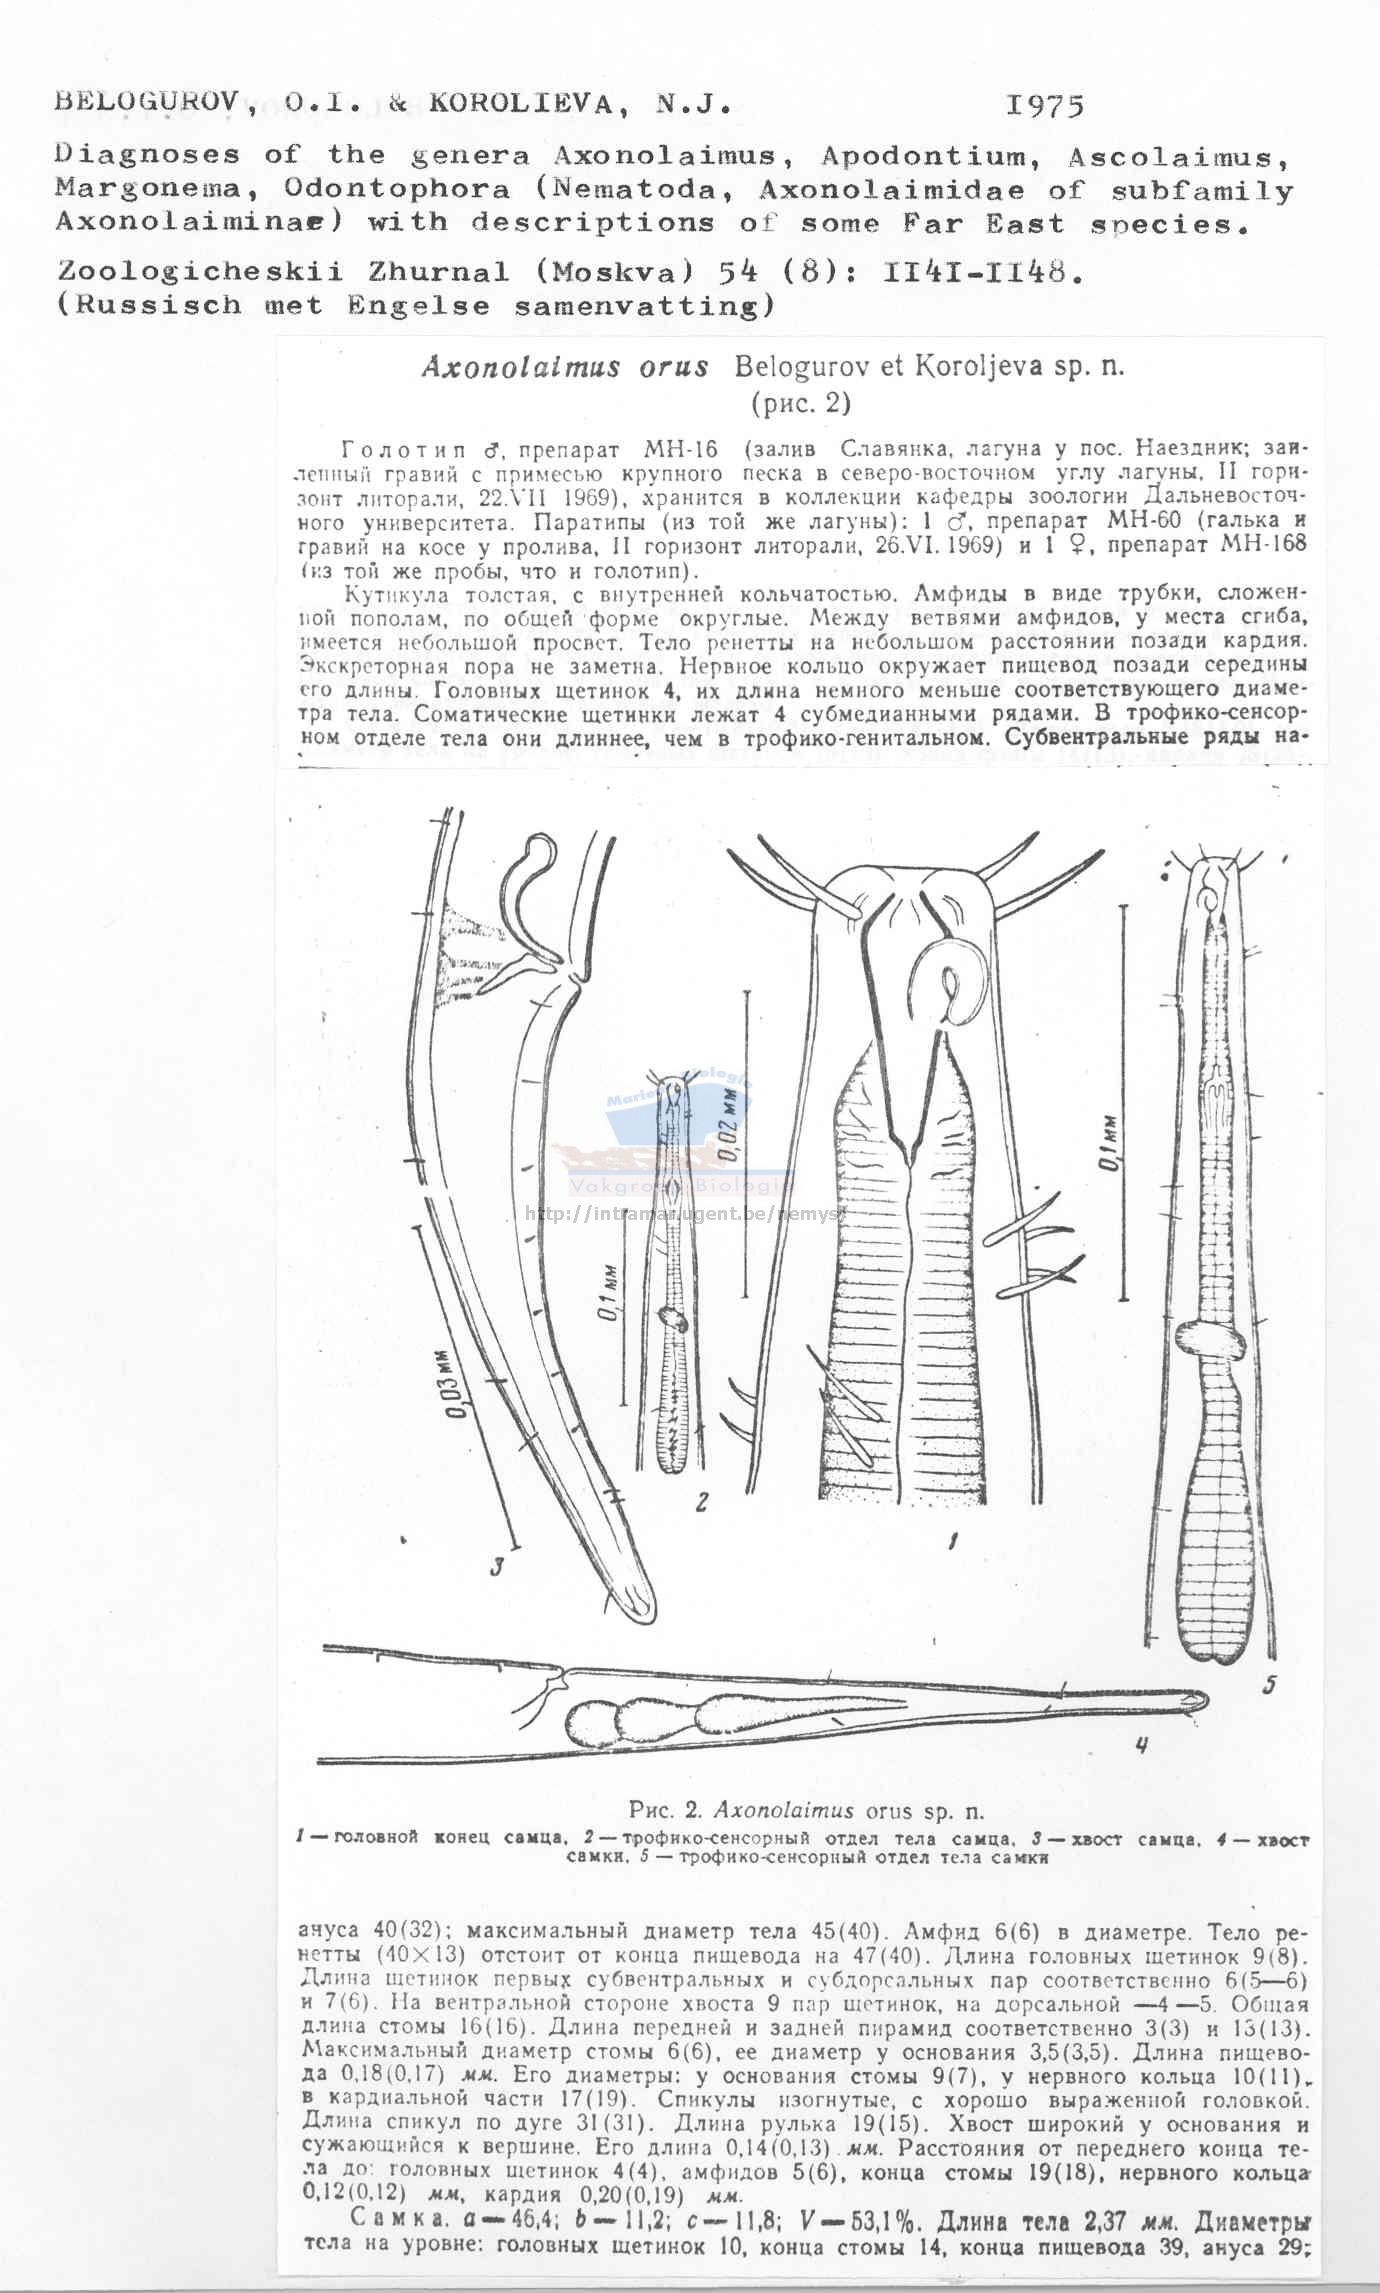 BELOGUROV, O.I. & KOROLIEVA, N.J. 1975
Diagnoses of the genera Axonolaimus, Apodontium, Ascolaimus,
Margonema, Odontophora (Nematoda, Axonolaimidae of subfamily
Axonolaiminae) with descriptions of some Far East species.
Zoologicheskii Zhurnal (Moskva) 54 (8): II4I-II48.
(Russisch met Engelse samenvatting)
Axonolaimus orus Belogurov et Koroljeva sp. n.
(рис. 2)
Голотип ♂, препарат МН-16 (залив Славянка, лагуна у пос. Наездник; заи-
ленный гравий с примесью крупного песка в северо-восточном углу лагуны, II гори-
зонт литорали, 22.VII 1969), хранится в коллекции кафедры зоологии Дальневосточ-
ного университета. Паратипы (из той же лагуны): 1 ♂, препарат МН-60 (галька и
гравий на косе у пролива, II горизонт литорали, 26.VI. 1969) и 1 ♀, препарат МН-168
(из той же пробы, что и голотип).
Кутикула толстая, с внутренней кольчатостью. Амфиды в виде трубки, сложен-
ной пополам, по общей форме округлые. Между ветвями амфидов, у места сгиба,
имеется небольшой просвет. Тело ренетты на небольшом расстоянии позади кардия.
Экскреторная пора не заметна. Нервное кольцо окружает пищевод позади середины
его длины. Головных щетинок 4, их длина немного меньше соответствующего диаме-
тра тела. Соматические щетинки лежат 4 субмедианными рядами. В трофико-сенсор-
ном отделе тела они длиннее, чем в трофико-генитальном. Субвентральные ряды на-
Marine Biologie
0,02 мм
0,1 мм
Vakgroep Biologie
http://intramar.ugent.be/nemys
0,1 мм
0,03 мм
2
1
3
5
4
Рис. 2. Axonolaimus orus sp. n.
1 — головной конец самца, 2 — трофико-сенсорный отдел тела самца, 3 — хвост самца, 4 — хвост
самки, 5 — трофико-сенсорный отдел тела самки
ануса 40(32); максимальный диаметр тела 45(40). Амфид 6(6) в диаметре. Тело ре-
нетты (40×13) отстоит от конца пищевода на 47(40). Длина головных щетинок 9(8).
Длина щетинок первых субвентральных и субдорсальных пар соответственно 6(5—6)
и 7(6). На вентральной стороне хвоста 9 пар щетинок, на дорсальной —4—5. Общая
длина стомы 16(16). Длина передней и задней пирамид соответственно 3(3) и 13(13).
Максимальный диаметр стомы 6(6), ее диаметр у основания 3,5(3,5). Длина пищево-
да 0,18(0,17) мм. Его диаметры: у основания стомы 9(7), у нервного кольца 10(11),
в кардиальной части 17(19). Спикулы изогнутые, с хорошо выраженной головкой.
Длина спикул по дуге 31(31). Длина рулька 19(15). Хвост широкий у основания и
сужающийся к вершине. Его длина 0,14(0,13) мм. Расстояния от переднего конца те-
ла до: головных щетинок 4(4), амфидов 5(6), конца стомы 19(18), нервного кольца
0,12(0,12) мм, кардия 0,20(0,19) мм.
Самка. a — 46,4; b — 11,2; c — 11,8; V — 53,1%. Длина тела 2,37 мм. Диаметры
тела на уровне: головных щетинок 10, конца стомы 14, конца пищевода 39, ануса 29;